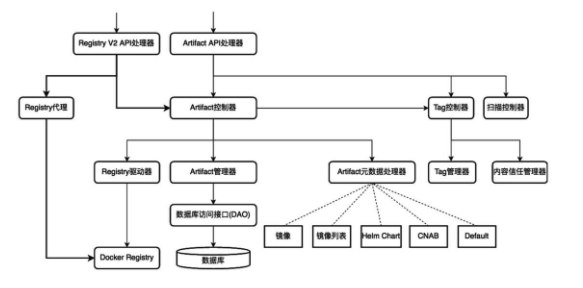 Registry V2 API处理器
Artifact API处理器
Registry代理
Artifact控制器
Tag控制器
扫描控制器
Registry驱动器
Artifact管理器
Artifact元数据处理器
Tag管理器
内容信任管理器
数据库访问接口(DAO)
镜像
镜像列表
Helm Chart
CNAB
Default
Docker Registry
数据库